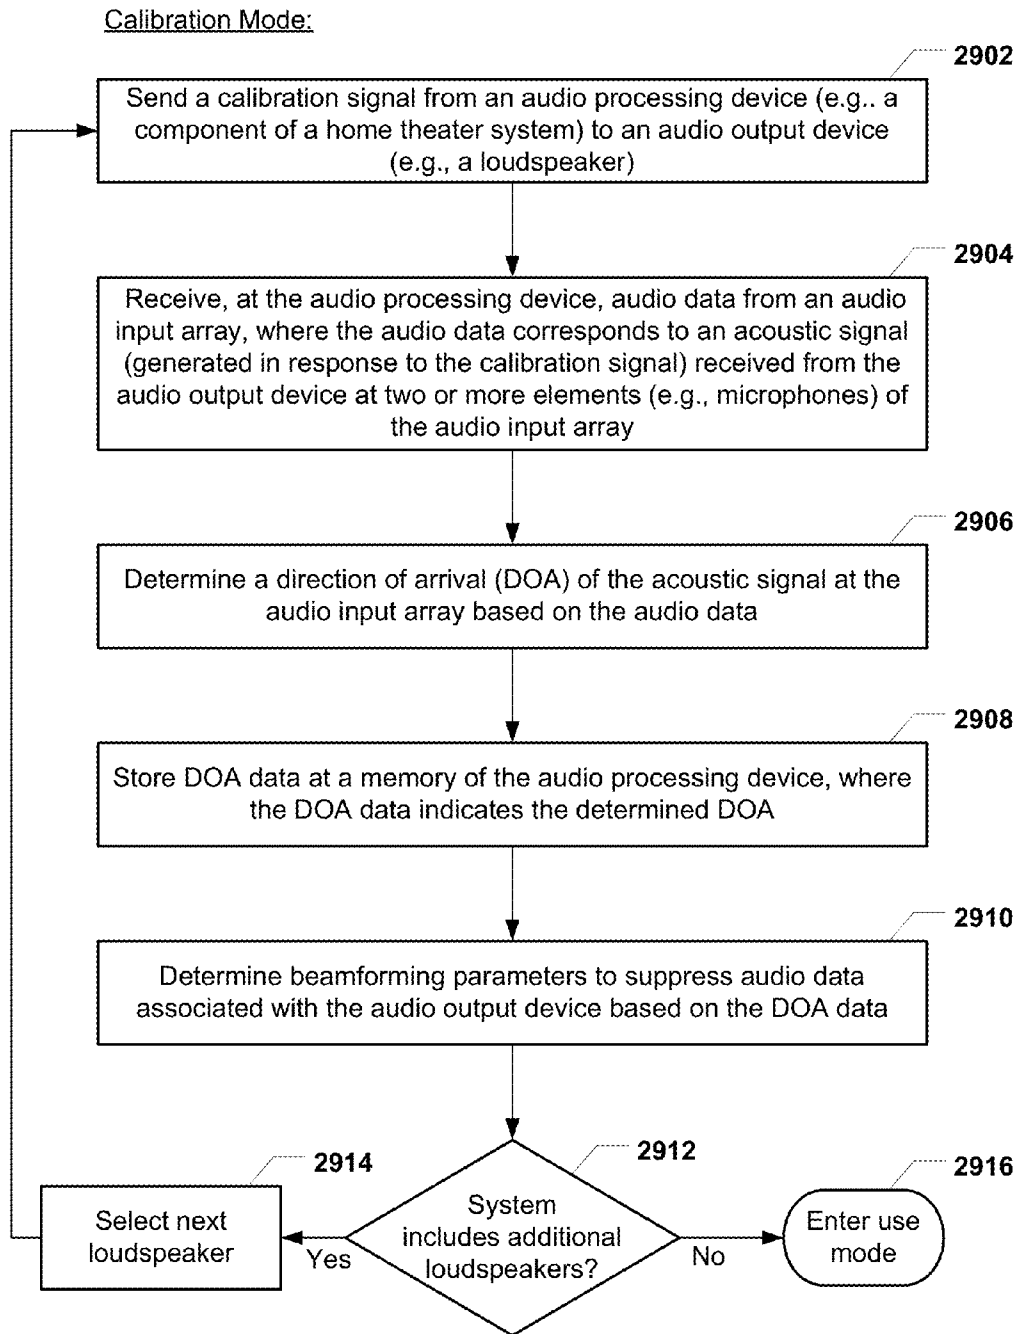 Calibration Mode:
2902
Send a calibration signal from an audio processing device (e.g.. a
component of a home theater system) to an audio output device
(e.g., a loudspeaker)
2904
Receive, at the audio processing device, audio data from an audio
input array, where the audio data corresponds to an acoustic signal
(generated in response to the calibration signal) received from the
audio output device at two or more elements (e.g., microphones) of
the audio input array
2906
Determine a direction of arrival (DOA) of the acoustic signal at the
audio input array based on the audio data
2908
Store DOA data at a memory of the audio processing device, where
the DOA data indicates the determined DOA
2910
Determine beamforming parameters to suppress audio data
associated with the audio output device based on the DOA data
2914
Select next
loudspeaker
Yes
2912
System
includes additional
loudspeakers?
No
2916
Enter use
mode